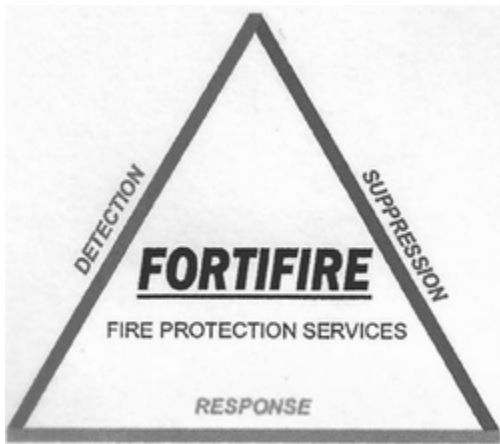 DETECTION
SUPPRESSION
FORTIFIRE
FIRE PROTECTION SERVICES
RESPONSE